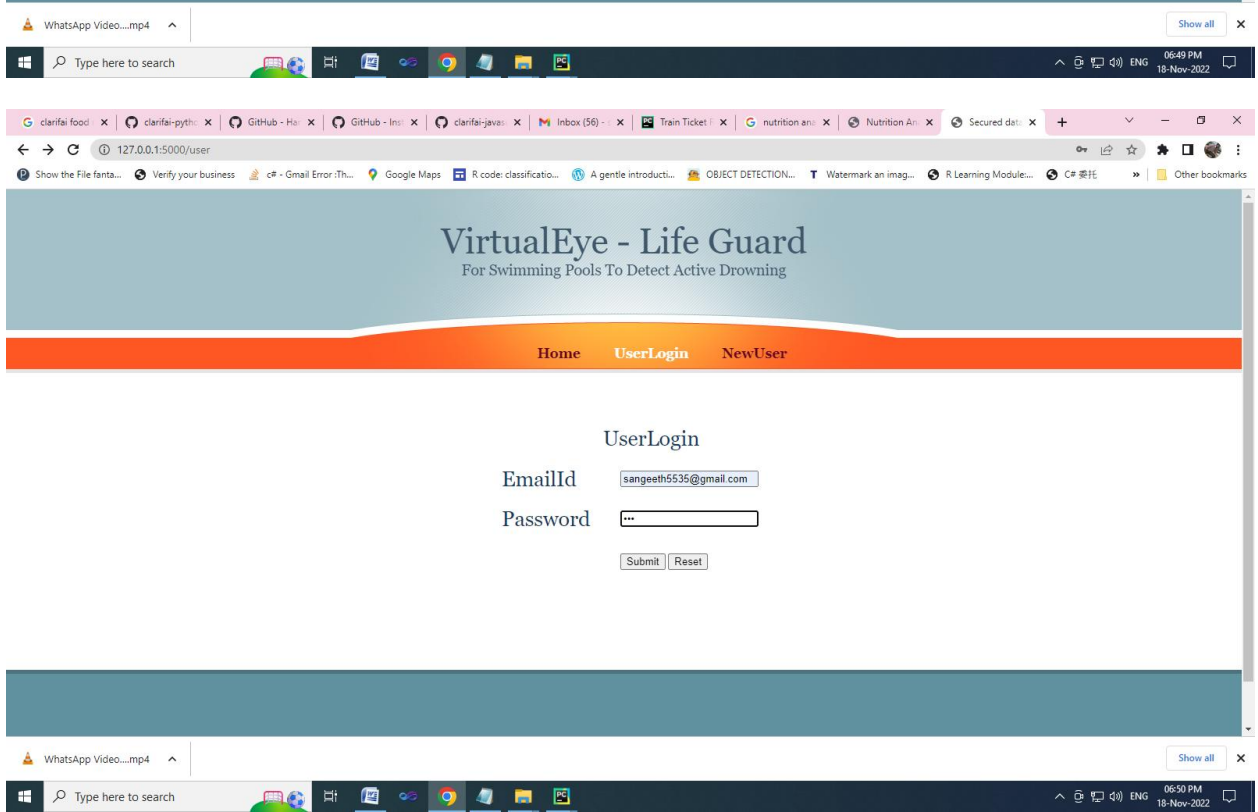 WhatsApp Video....mp4
Show all
Type here to search
ENG
06:49 PM
18-Nov-2022
clarifai food
clarifai-pytho
GitHub - Har
GitHub - Inst
clarifai-javas
Inbox (56) -
Train Ticket
nutrition ana
Nutrition An
Secured data
127.0.0.1:5000/user
Show the File fanta...
Verify your business
c# - Gmail Error :Th...
Google Maps
R code: classificatio...
A gentle introducti...
OBJECT DETECTION...
Watermark an imag...
R Learning Module:...
C# 委托
»
Other bookmarks
VirtualEye - Life Guard
For Swimming Pools To Detect Active Drowning
Home UserLogin NewUser
UserLogin
EmailId sangeeth5535@gmail.com
Password •••
Submit Reset
WhatsApp Video....mp4
Show all
Type here to search
ENG
06:50 PM
18-Nov-2022